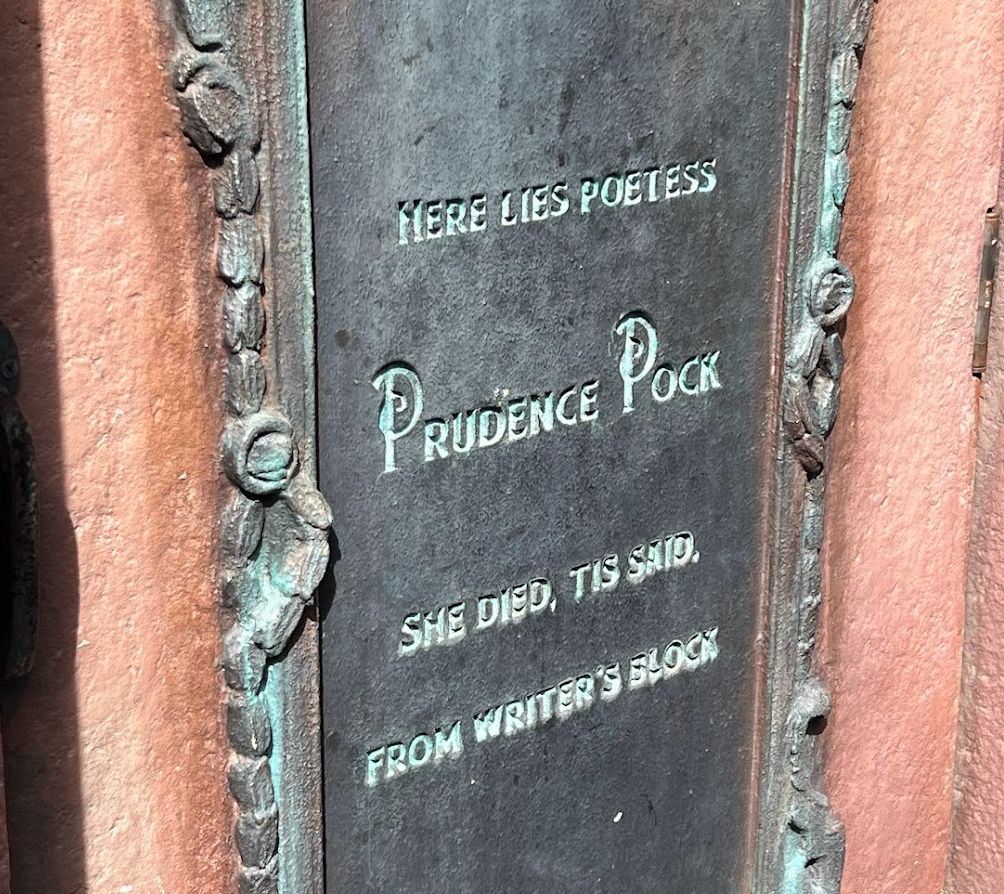 HERE LIES POETESS
PRUDENCE POCK
SHE DIED, TIS SAID,
FROM WRITER'S BLOCK